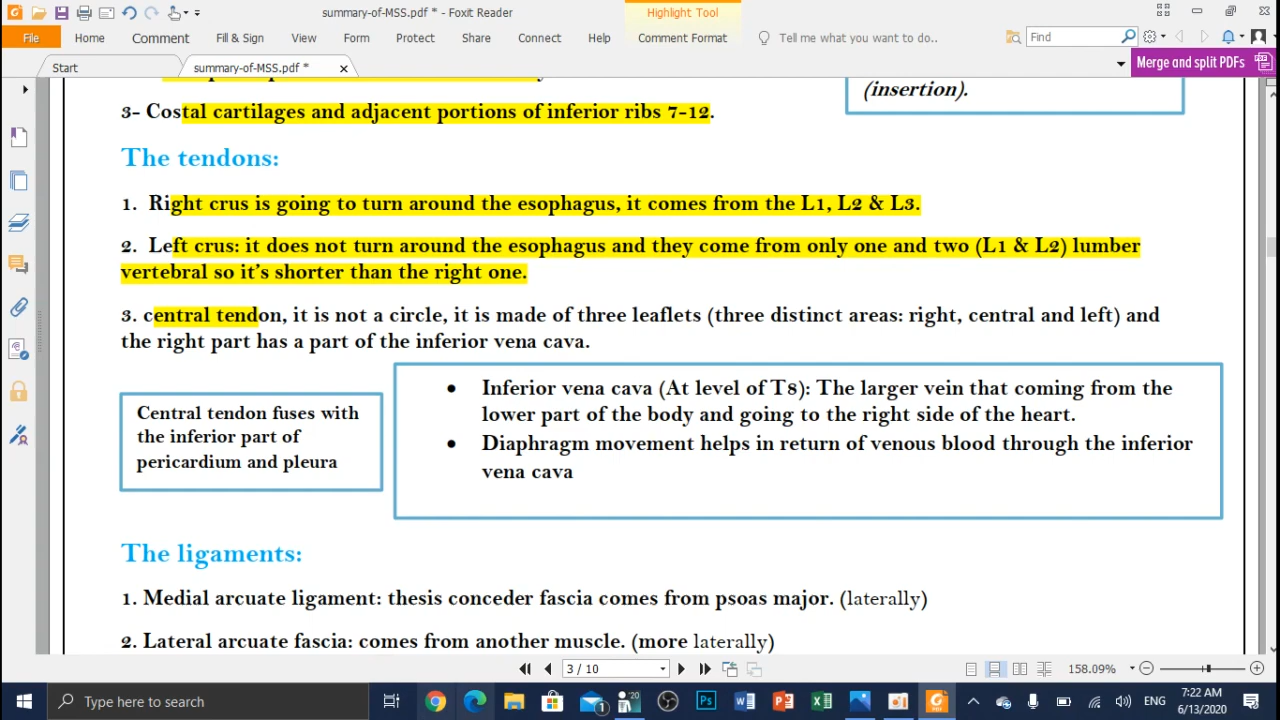 summary-of-MSS.pdf * - Foxit Reader
Highlight Tool
File
Home
Comment
Fill & Sign
View
Form
Protect
Share
Connect
Help
Comment Format
Tell me what you want to do..
Find
Start
summary-of-MSS.pdf *
Merge and split PDFs
(insertion).
3- Costal cartilages and adjacent portions of inferior ribs 7-12.
The tendons:
1. Right crus is going to turn around the esophagus, it comes from the L1, L2 & L3.
2. Left crus: it does not turn around the esophagus and they come from only one and two (L1 & L2) lumber
vertebral so it's shorter than the right one.
3. central tendon, it is not a circle, it is made of three leaflets (three distinct areas: right, central and left) and
the right part has a part of the inferior vena cava.
Central tendon fuses with
the inferior part of
pericardium and pleura
• Inferior vena cava (At level of T8): The larger vein that coming from the
lower part of the body and going to the right side of the heart.
• Diaphragm movement helps in return of venous blood through the inferior
vena cava
The ligaments:
1. Medial arcuate ligament: thesis conceder fascia comes from psoas major. (laterally)
2. Lateral arcuate fascia: comes from another muscle. (more laterally)
3 / 10
158.09%
Type here to search
ENG
7:22 AM
6/13/2020